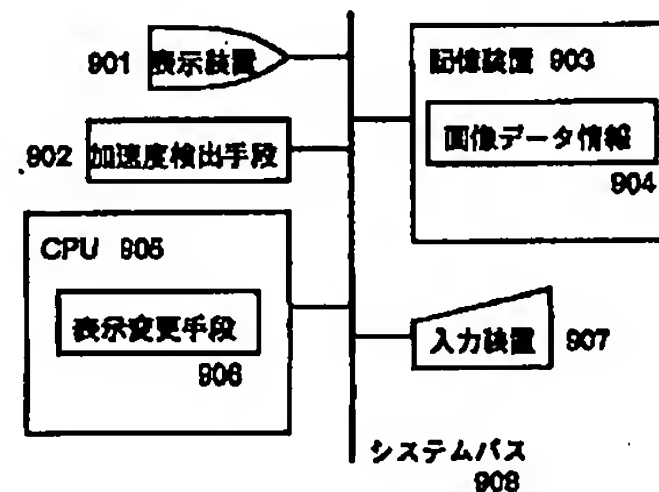 901 表示装置
902 加速度検出手段
CPU 905
表示変更手段
906
記憶装置 903
画像データ情報
904
入力装置 907
システムバス
908